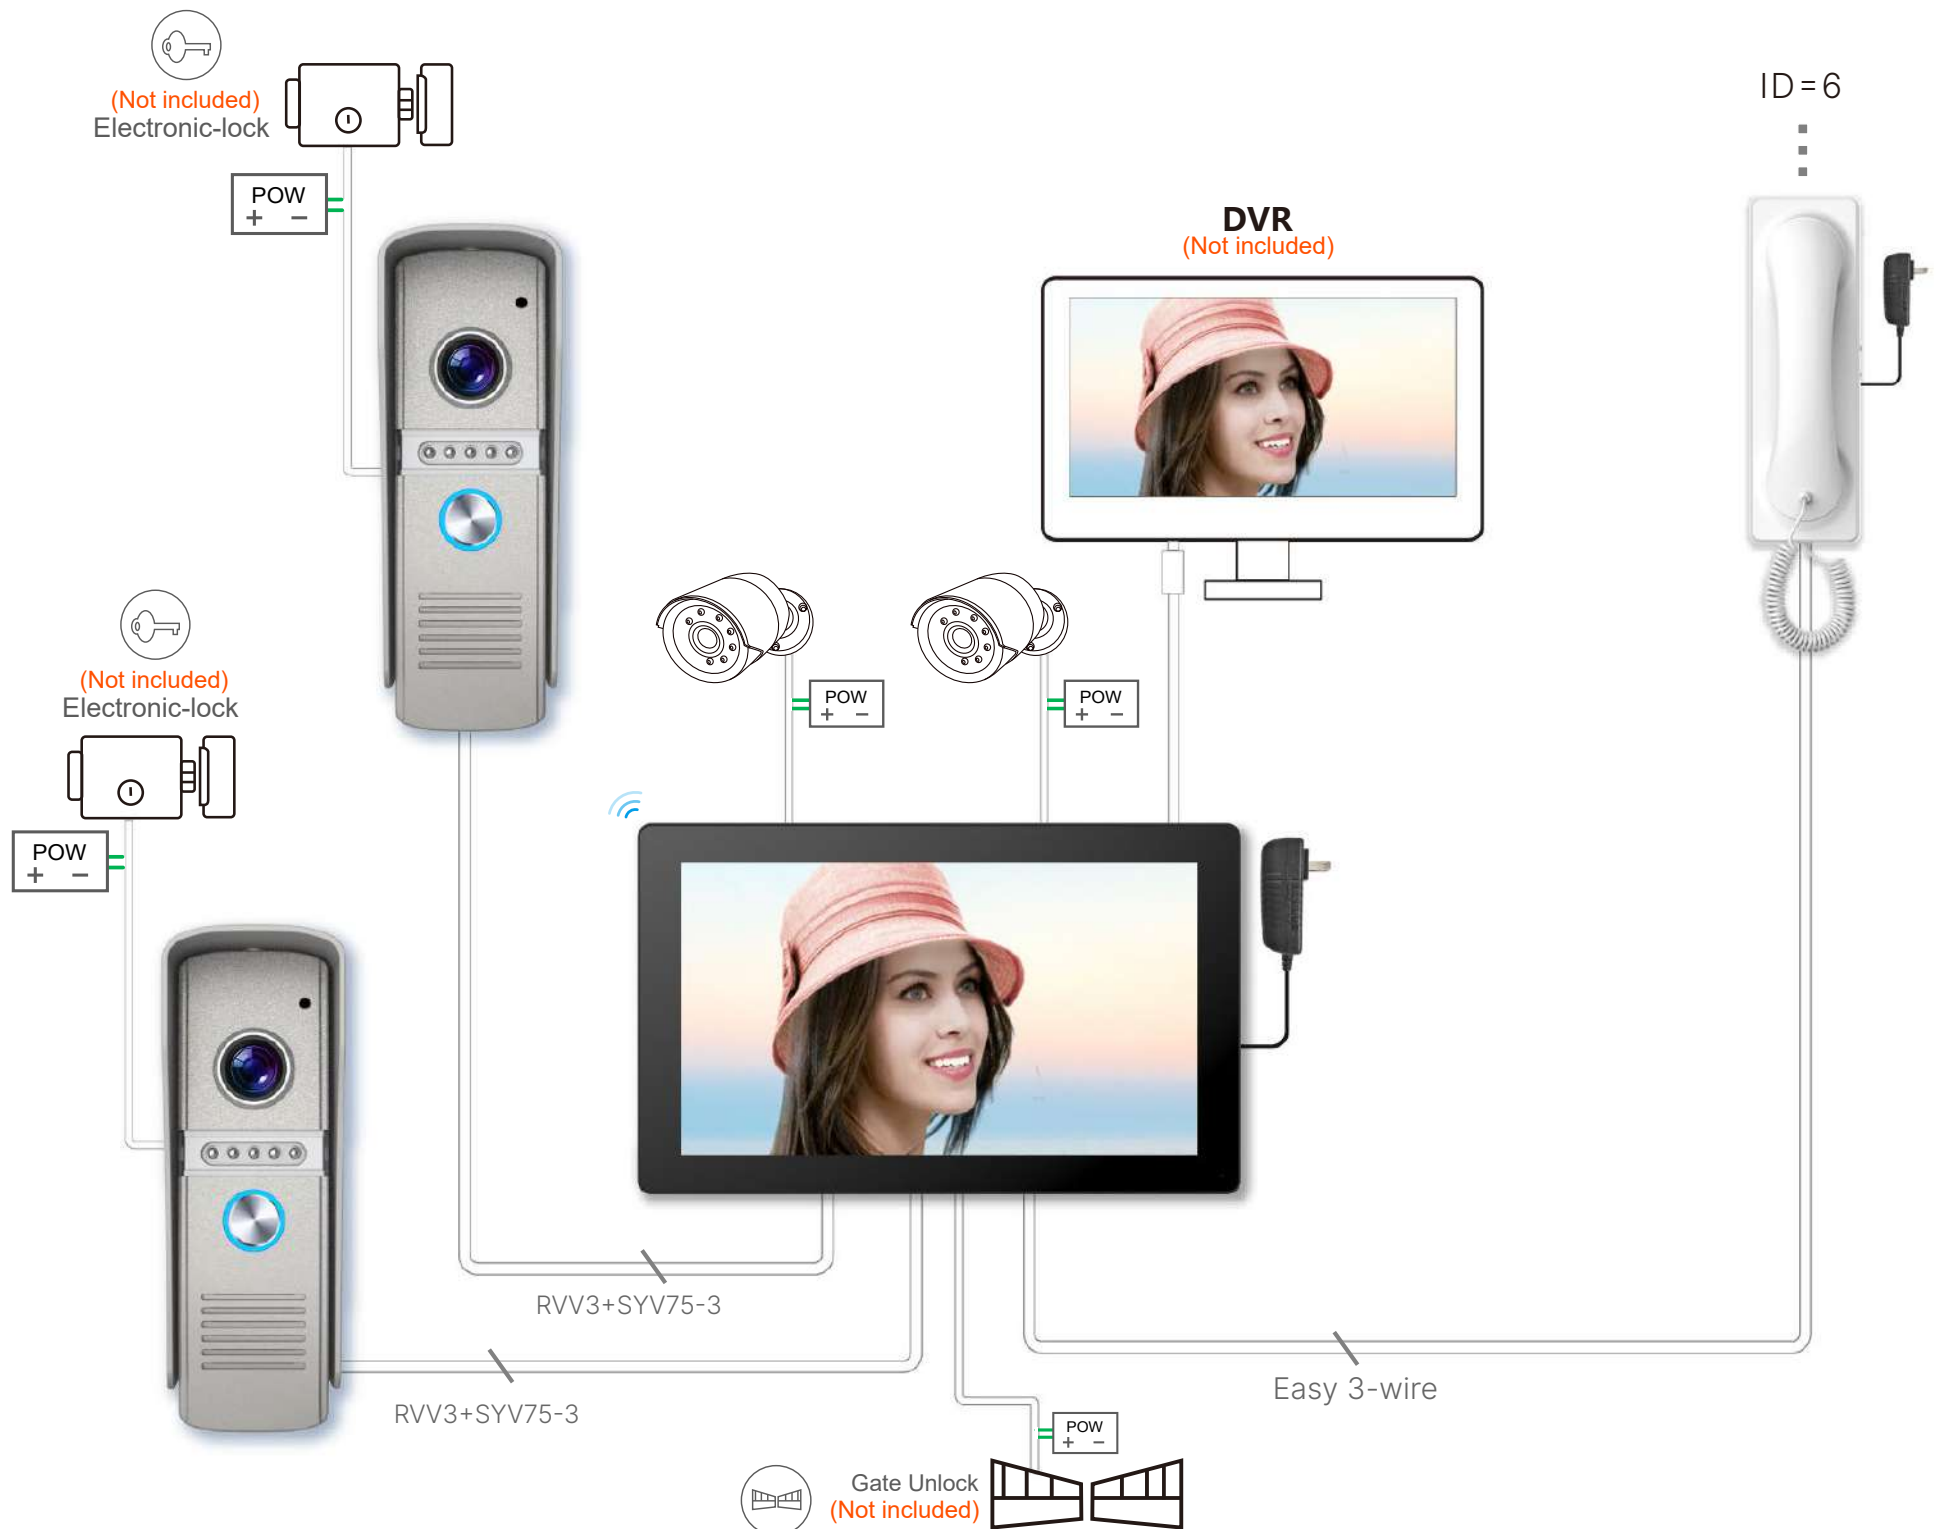 (Not included)
Electronic-lock
POW
+ −
ID=6
DVR
(Not included)
(Not included)
Electronic-lock
POW
+ −
POW
+ −
POW
+ −
RVV3+SYV75-3
RVV3+SYV75-3
Easy 3-wire
POW
+ −
Gate Unlock
(Not included)